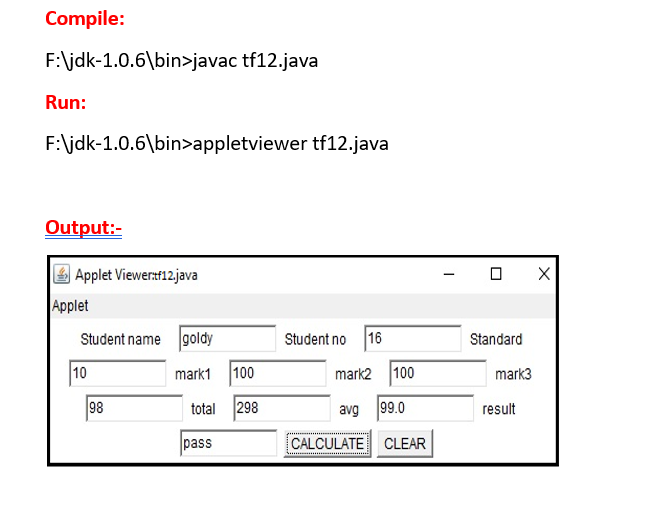 Compile:
F:\jdk-1.0.6\bin>javac tf12.java
Run:
F:\jdk-1.0.6\bin>appletviewer tf12.java
Output:-
Applet Viewer:tf12.java
Applet
Student name goldy Student no 16 Standard
10 mark1 100 mark2 100 mark3
98 total 298 avg 99.0 result
pass CALCULATE CLEAR